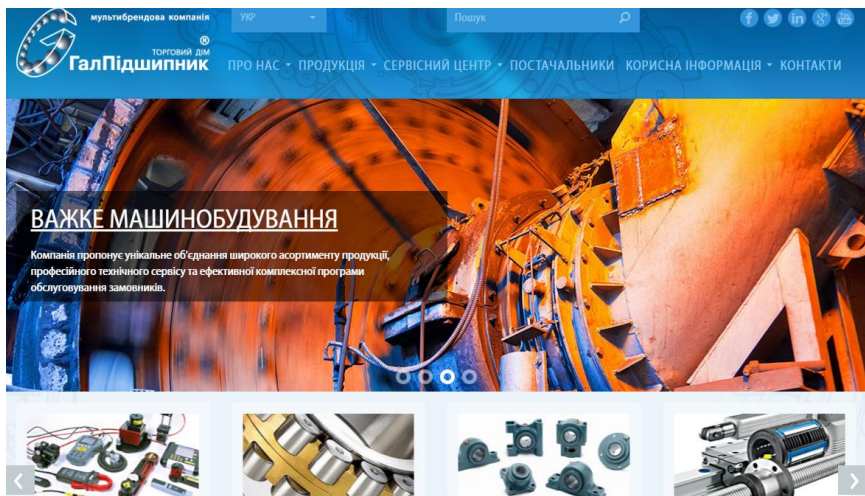 мультибрендова компанія
УКР
Пошук
®
ТОРГОВИЙ ДІМ
ГалПідшипник
ПРО НАС
ПРОДУКЦІЯ
СЕРВІСНИЙ ЦЕНТР
ПОСТАЧАЛЬНИКИ
КОРИСНА ІНФОРМАЦІЯ
КОНТАКТИ
ВАЖКЕ МАШИНОБУДУВАННЯ
Компанія пропонує унікальне об'єднання широкого асортименту продукції,
професійного технічного сервісу та ефективної комплексної програми
обслуговування замовників.